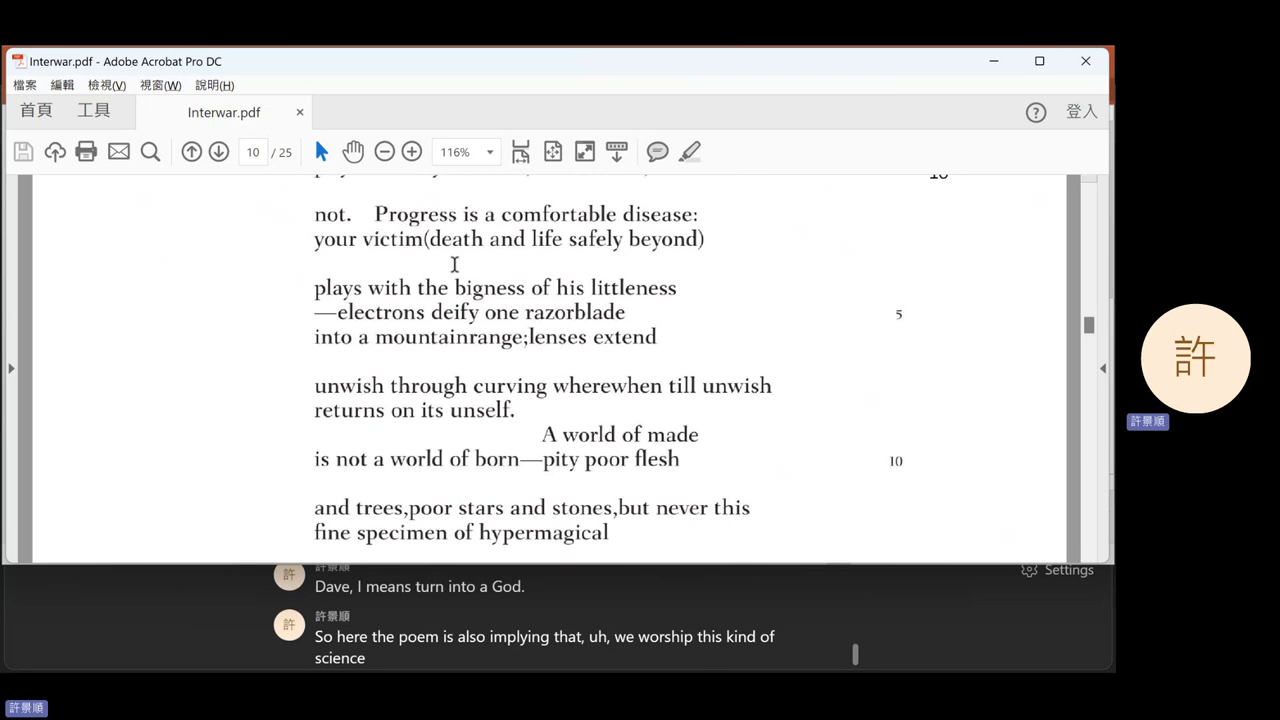 Interwar.pdf - Adobe Acrobat Pro DC
檔案 編輯 檢視(V) 視窗(W) 說明(H)
首頁 工具 Interwar.pdf × 登入
10 / 25 116%
10
not. Progress is a comfortable disease:
your victim(death and life safely beyond)
plays with the bigness of his littleness
—electrons deify one razorblade 5
into a mountainrange;lenses extend
unwish through curving wherewhen till unwish
returns on its unself.
A world of made
is not a world of born—pity poor flesh 10
and trees,poor stars and stones,but never this
fine specimen of hypermagical
許
許景順
許 許景順
Dave, I means turn into a God.
Settings
許 許景順
So here the poem is also implying that, uh, we worship this kind of
science
許景順